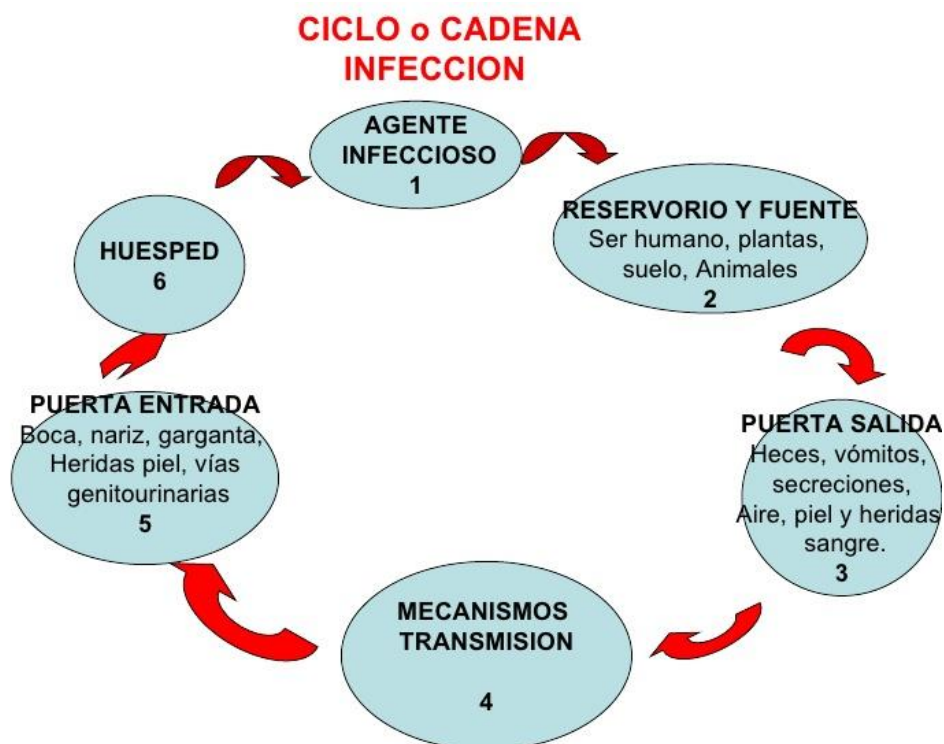 CICLO o CADENA
INFECCION
AGENTE
INFECCIOSO
1
RESERVORIO Y FUENTE
Ser humano, plantas,
suelo, Animales
2
PUERTA SALIDA
Heces, vómitos,
secreciones,
Aire, piel y heridas
sangre.
3
MECANISMOS
TRANSMISION
4
PUERTA ENTRADA
Boca, nariz, garganta,
Heridas piel, vías
genitourinarias
5
HUESPED
6